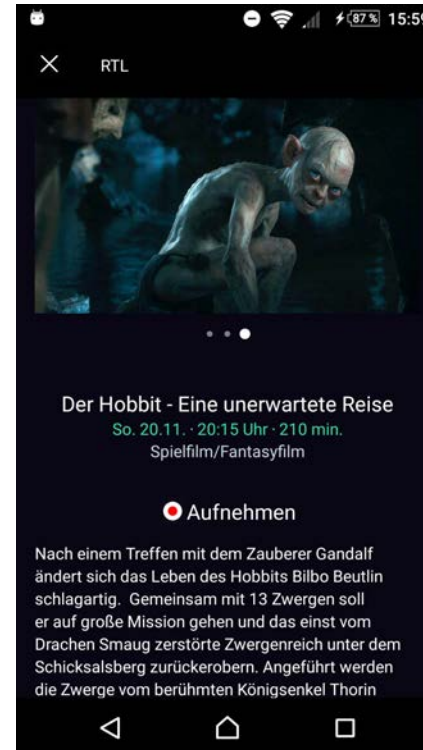 87 % 15:59
RTL
Der Hobbit - Eine unerwartete Reise
So. 20.11. · 20:15 Uhr · 210 min.
Spielfilm/Fantasyfilm
Aufnehmen
Nach einem Treffen mit dem Zauberer Gandalf
ändert sich das Leben des Hobbits Bilbo Beutlin
schlagartig.  Gemeinsam mit 13 Zwergen soll
er auf große Mission gehen und das einst vom
Drachen Smaug zerstörte Zwergenreich unter dem
Schicksalsberg zurückerobern. Angeführt werden
die Zwerge vom berühmten Königsenkel Thorin